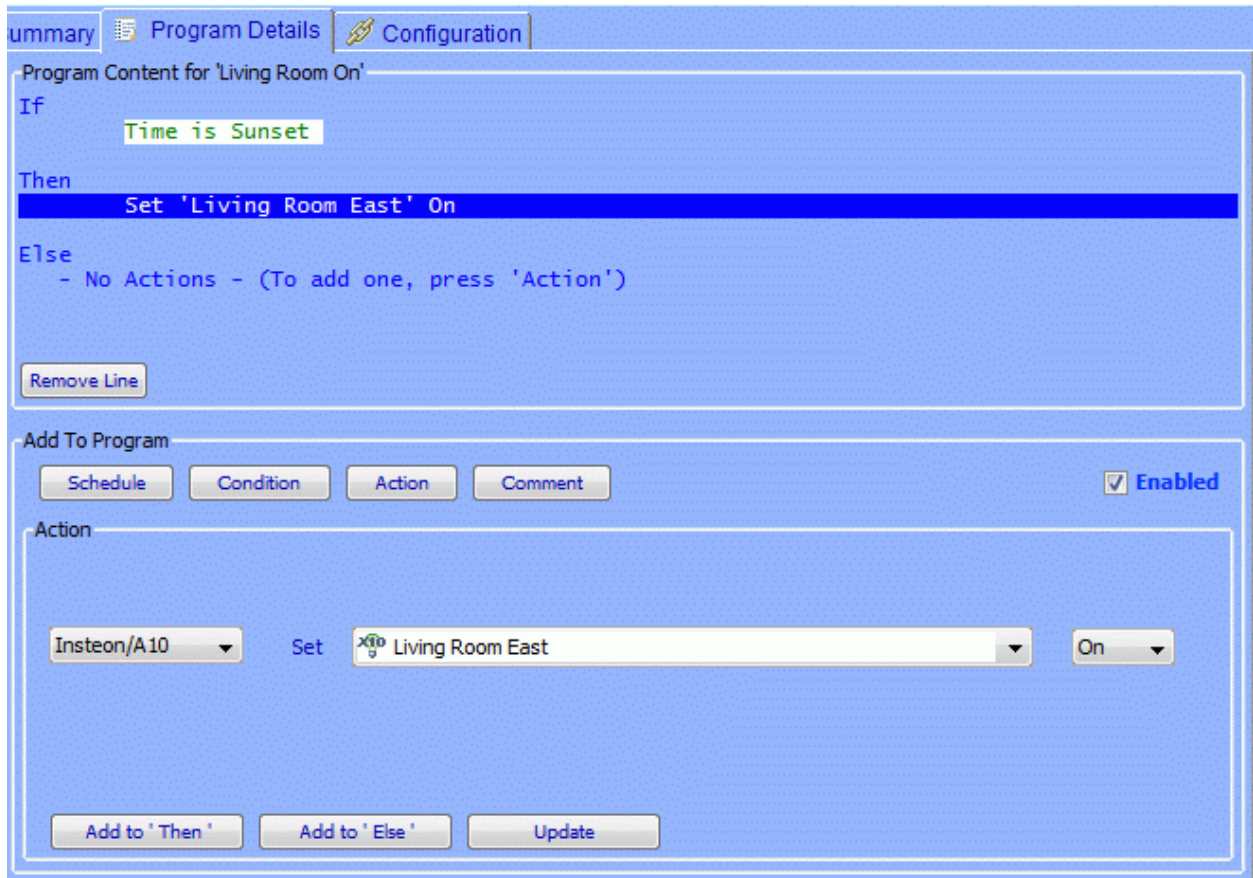 ummary Program Details Configuration
Program Content for 'Living Room On'
If
Time is Sunset
Then
Set 'Living Room East' On
Else
- No Actions - (To add one, press 'Action')
Remove Line
Add To Program
Schedule Condition Action Comment Enabled
Action
Insteon/A10 Set X10 Living Room East On
Add to ' Then ' Add to ' Else ' Update